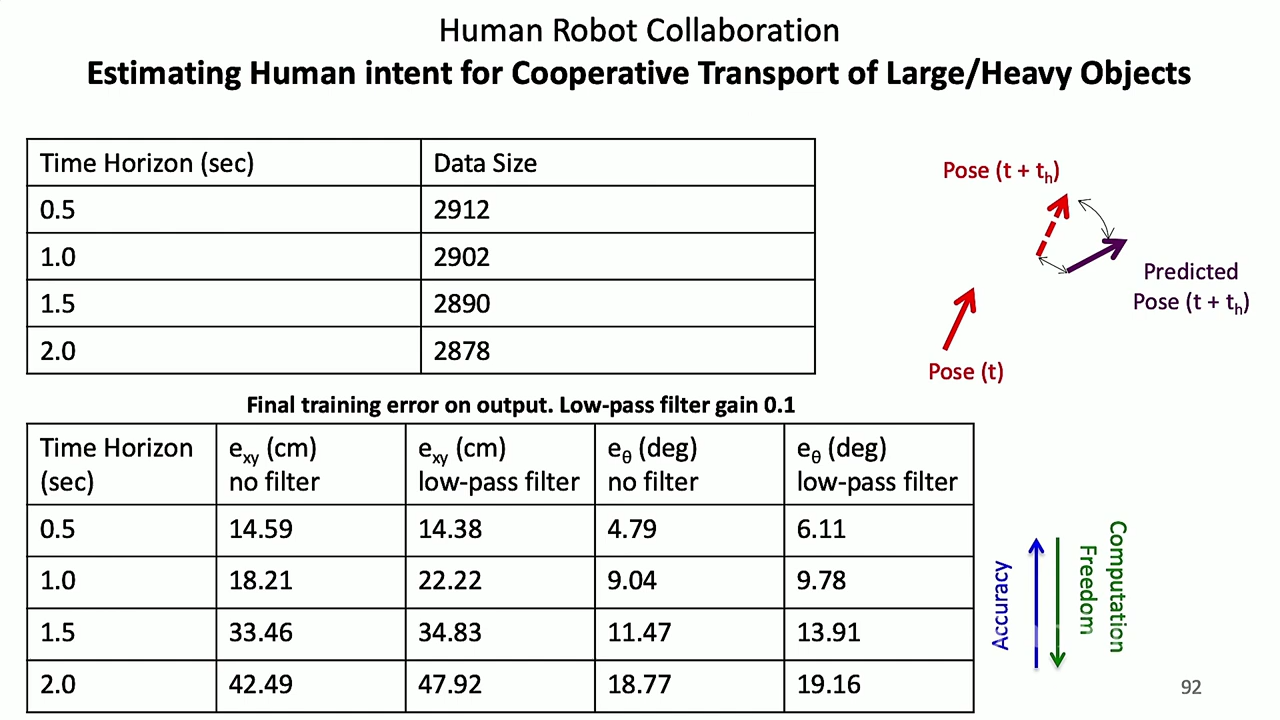 Human Robot Collaboration
Estimating Human intent for Cooperative Transport of Large/Heavy Objects
Time Horizon (sec) Data Size
0.5 2912
1.0 2902
1.5 2890
2.0 2878
Pose (t + th)
Predicted
Pose (t + th)
Pose (t)
Final training error on output. Low-pass filter gain 0.1
Time Horizon (sec) exy (cm) no filter exy (cm) low-pass filter eθ (deg) no filter eθ (deg) low-pass filter
0.5 14.59 14.38 4.79 6.11
1.0 18.21 22.22 9.04 9.78
1.5 33.46 34.83 11.47 13.91
2.0 42.49 47.92 18.77 19.16
Accuracy
Computation
Freedom
92